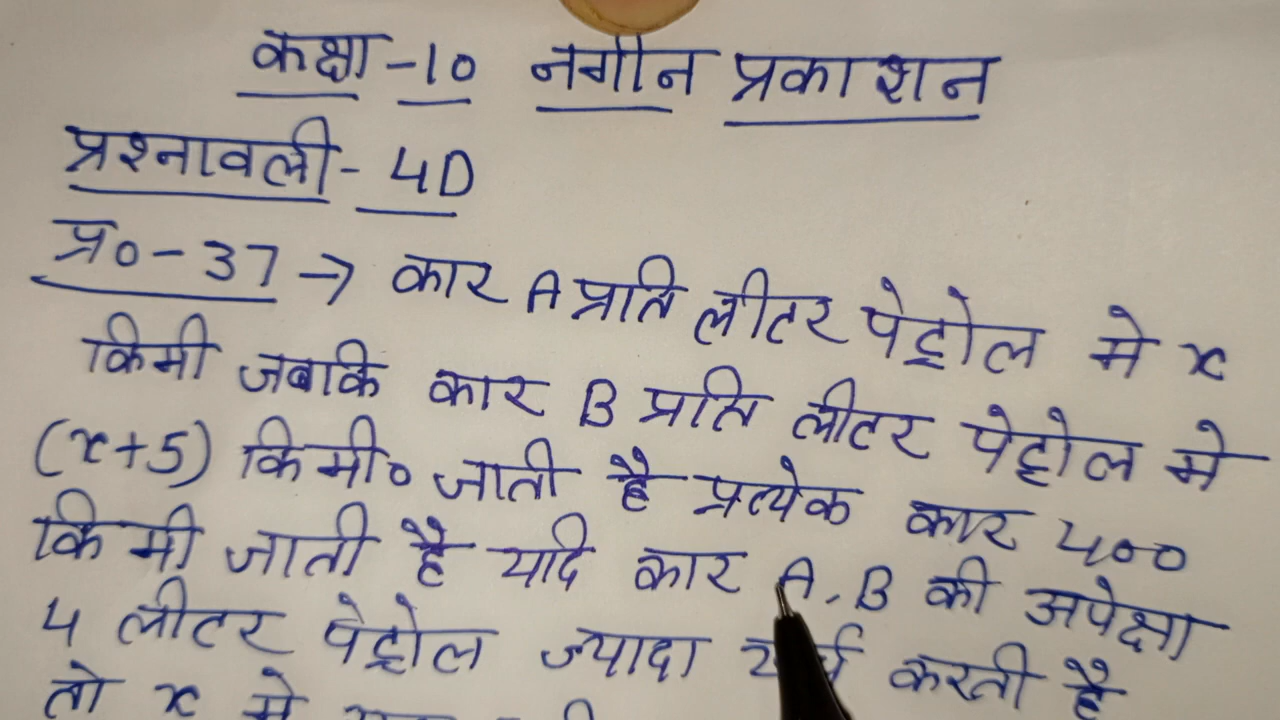 कक्षा-10 नगीन प्रकाशन
प्रश्नावली- 4D
प्र०-37 → कार A प्रति लीटर पेट्रोल मे x
किमी जबकि कार B प्रति लीटर पेट्रोल मे
(x+5) किमी० जाती है प्रत्येक कार 400
किमी जाती है यदि कार A, B की अपेक्षा
4 लीटर पेट्रोल ज्यादा करती है
तो x मे